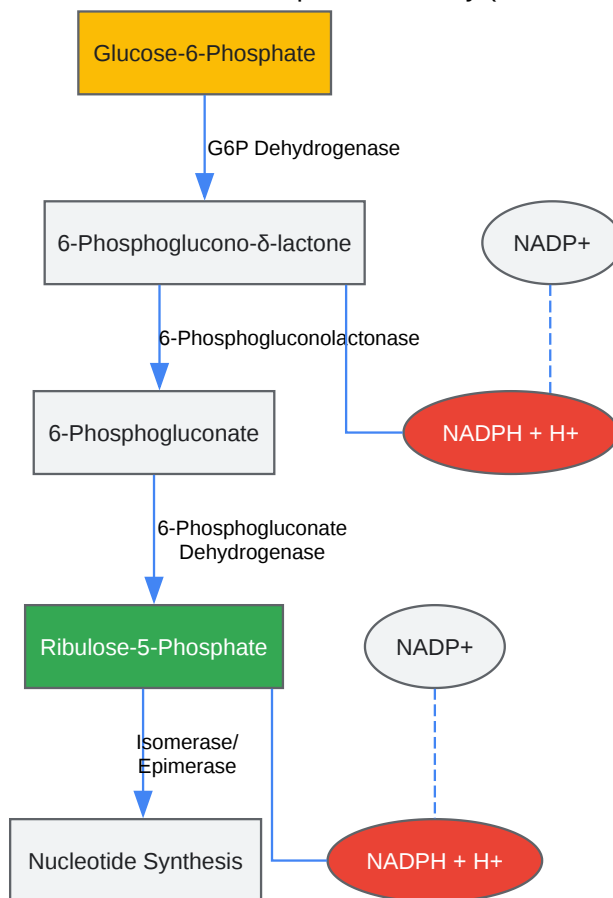 Glucose-6-Phosphate
G6P Dehydrogenase
6-Phosphoglucono-δ-lactone
NADP+
6-Phosphogluconolactonase
6-Phosphogluconate
NADPH + H+
6-Phosphogluconate
Dehydrogenase
Ribulose-5-Phosphate
NADP+
Isomerase/
Epimerase
Nucleotide Synthesis
NADPH + H+